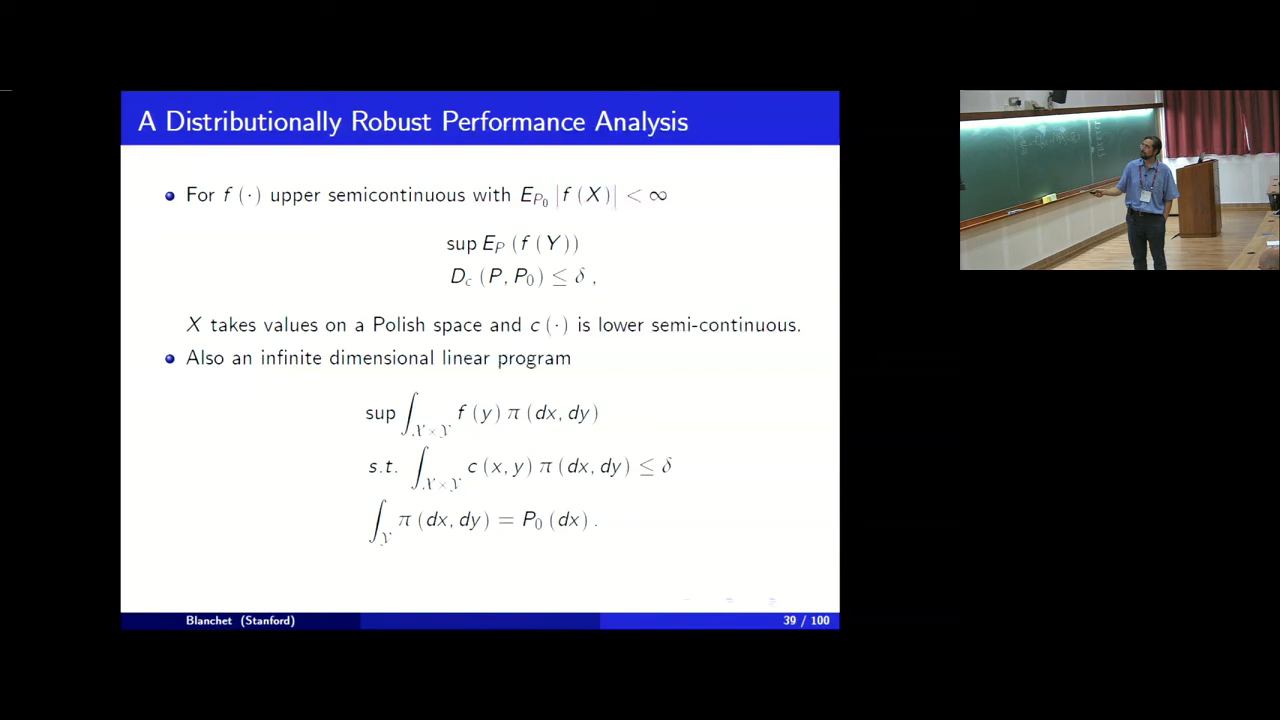 A Distributionally Robust Performance Analysis
For f (·) upper semicontinuous with E_{P_0} |f (X)| < ∞
sup E_P (f (Y))
D_c (P, P_0) ≤ δ ,
X takes values on a Polish space and c (·) is lower semi-continuous.
Also an infinite dimensional linear program
sup ∫_{𝒳×𝒴} f (y) π (dx, dy)
s.t. ∫_{𝒳×𝒴} c (x, y) π (dx, dy) ≤ δ
∫_𝒴 π (dx, dy) = P_0 (dx) .
Blanchet (Stanford) 39 / 100